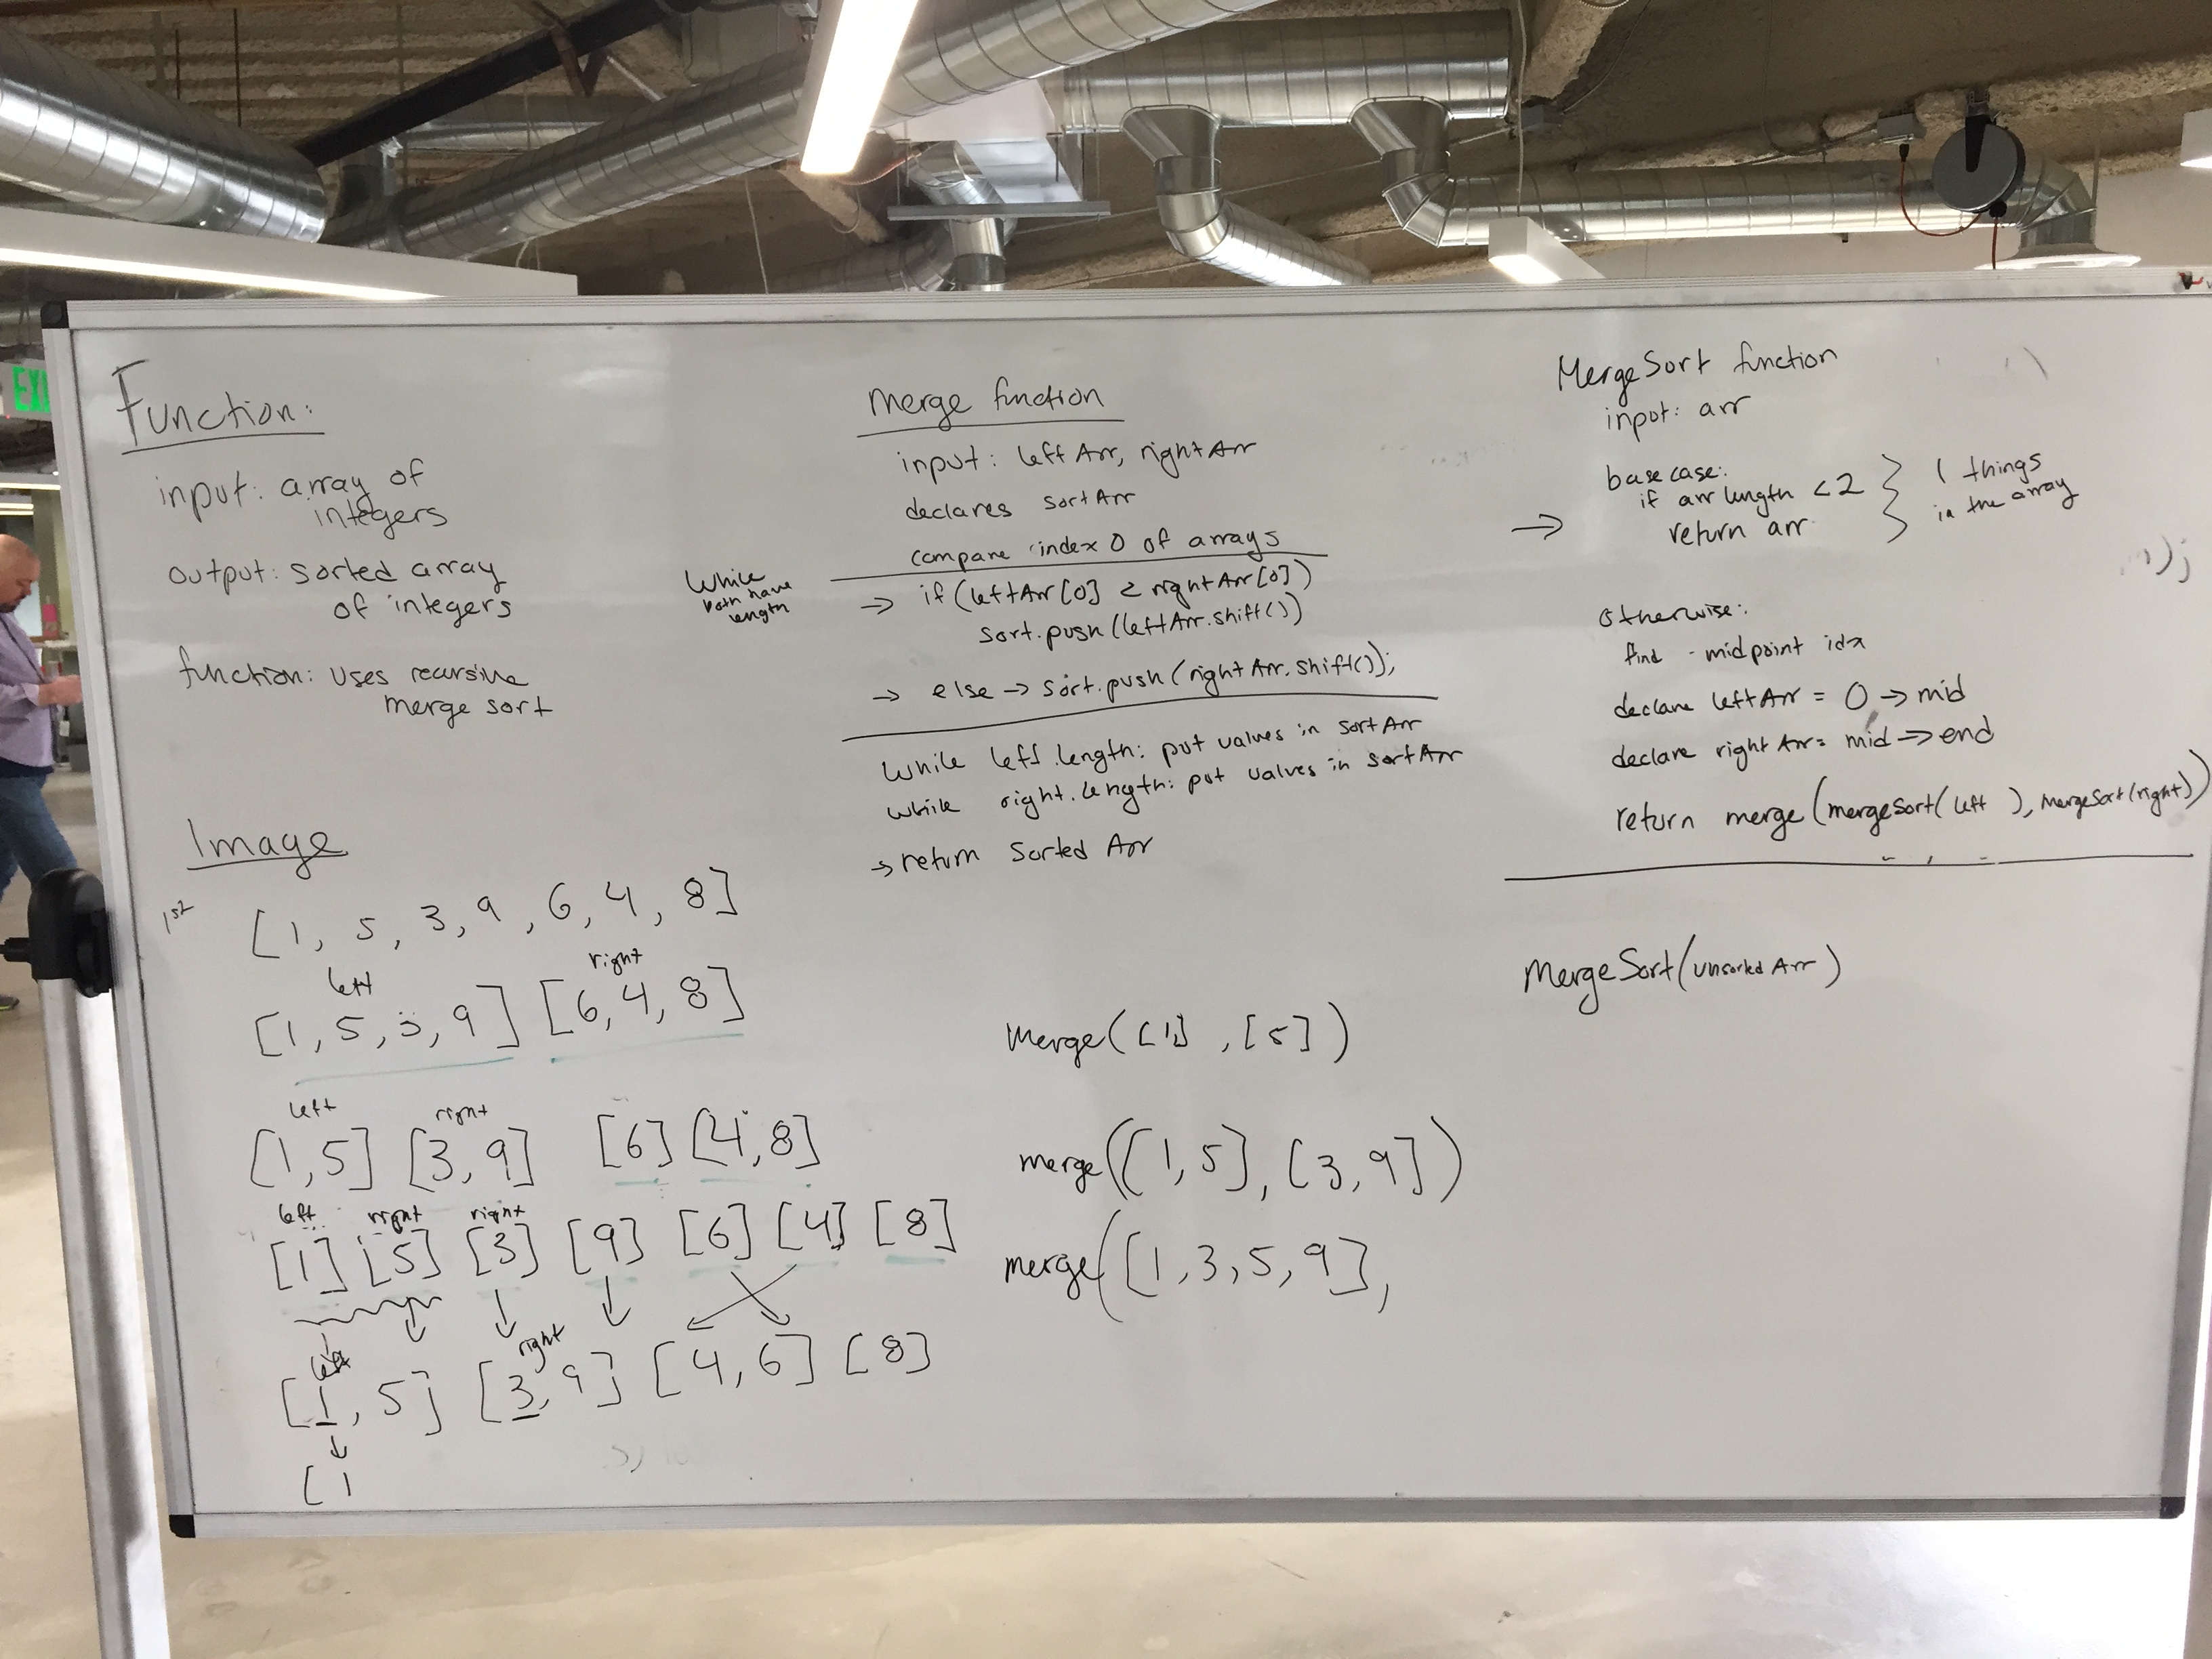 EXI
Function:
input: array of
integers
output: sorted array
of integers
function: uses recursive
merge sort
Image
1st
[1, 5, 3, 9, 6, 4, 8]
left right
[1, 5, 3, 9] [6, 4, 8]
left right
[1, 5] [3, 9] [6] [4, 8]
left right right
[1] [5] [3] [9] [6] [4] [8]
left right
[1, 5] [3, 9] [4, 6] [8]
[1
merge function
input: leftArr, rightArr
declares sortArr
compare index 0 of arrays
While
both have
length
→ if (leftArr[0] < rightArr[0])
sort.push(leftArr.shift())
→ else → sort.push(rightArr.shift());
while left.length: put values in sortArr
while right.length: put values in sortArr
→ return Sorted Arr
merge([1], [5])
merge([1, 5], [3, 9])
merge([1, 3, 5, 9],
MergeSort function
input: arr
base case:
if arr length < 2
→ return arr
1 things
in the array
otherwise:
find midpoint idx
declare leftArr = 0 → mid
declare rightArr = mid → end
return merge(mergeSort(left), MergeSort(right))
MergeSort(unsorted Arr)